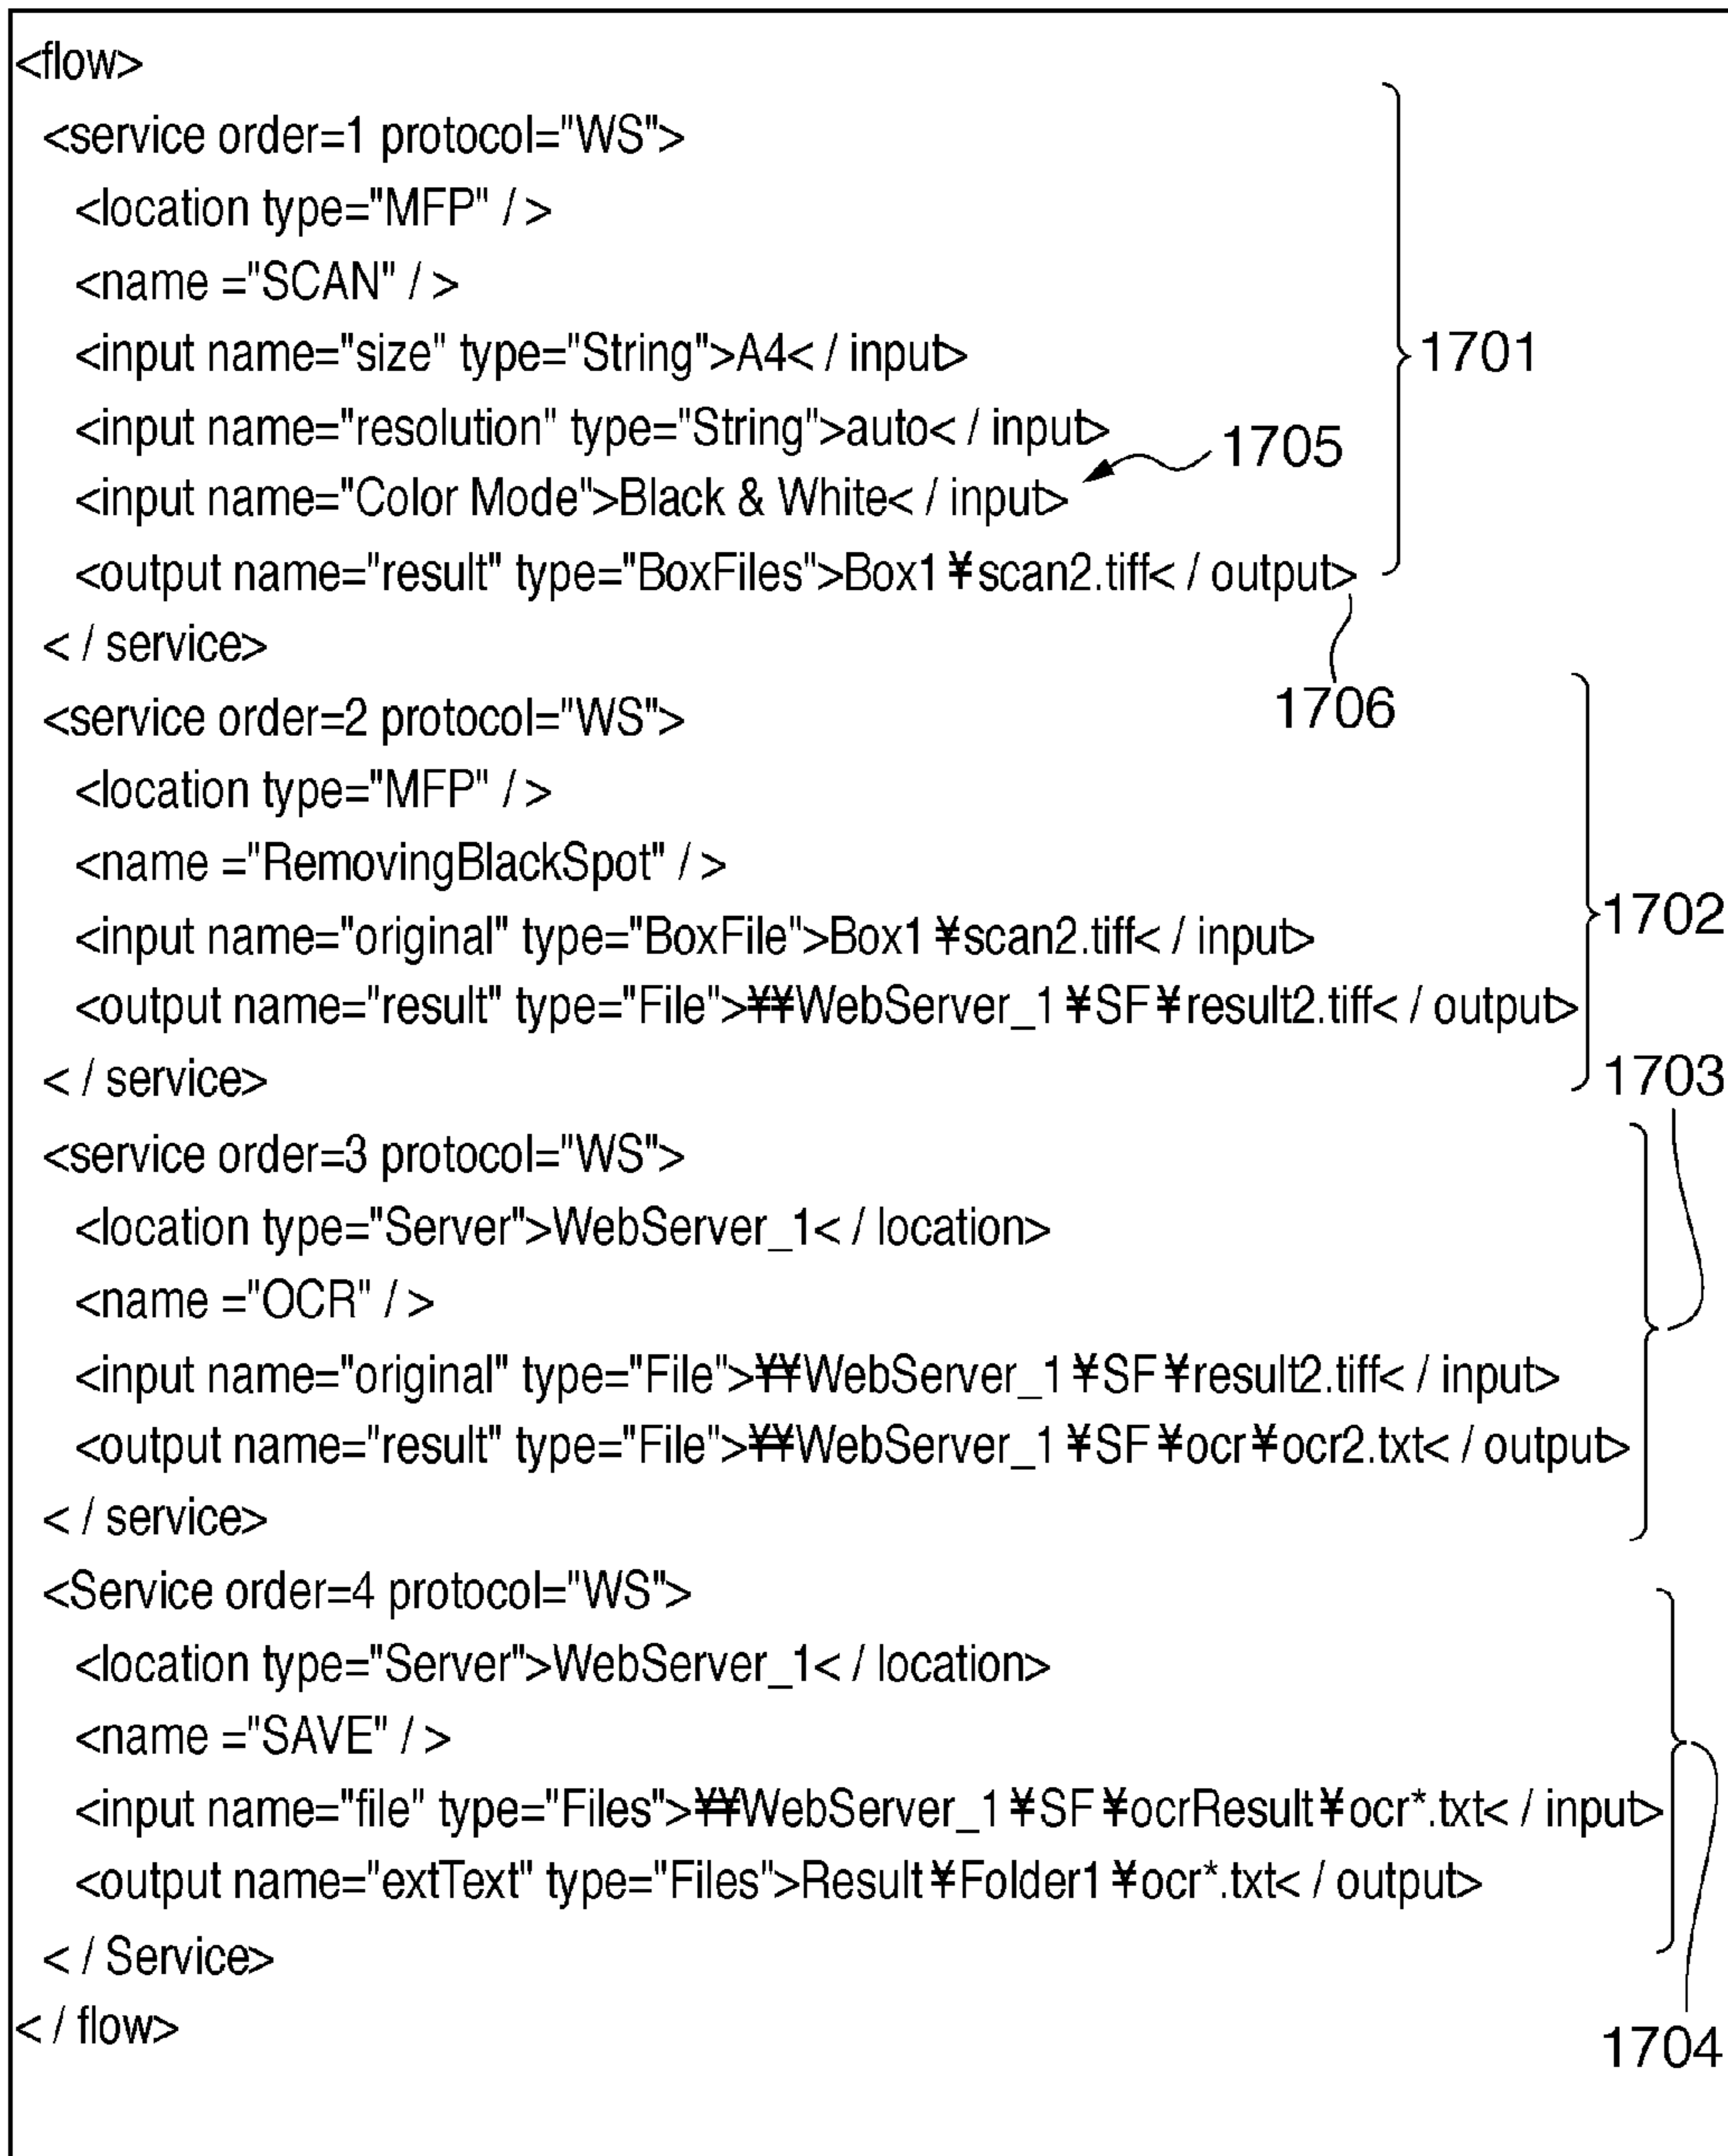 <flow>
<service order=1 protocol="WS">
<location type="MFP" / >
<name ="SCAN" / >
<input name="size" type="String">A4< / input>
1701
<input name="resolution" type="String">auto< / input>
1705
<input name="Color Mode">Black & White< / input>
<output name="result" type="BoxFiles">Box1¥scan2.tiff< / output>
< / service>
1706
<service order=2 protocol="WS">
<location type="MFP" / >
<name ="RemovingBlackSpot" / >
1702
<input name="original" type="BoxFile">Box1¥scan2.tiff< / input>
<output name="result" type="File">¥¥WebServer_1¥SF¥result2.tiff< / output>
< / service>
1703
<service order=3 protocol="WS">
<location type="Server">WebServer_1< / location>
<name ="OCR" / >
<input name="original" type="File">¥¥WebServer_1¥SF¥result2.tiff< / input>
<output name="result" type="File">¥¥WebServer_1¥SF¥ocr¥ocr2.txt< / output>
< / service>
<Service order=4 protocol="WS">
<location type="Server">WebServer_1< / location>
<name ="SAVE" / >
<input name="file" type="Files">¥¥WebServer_1¥SF¥ocrResult¥ocr*.txt< / input>
<output name="extText" type="Files">Result¥Folder1¥ocr*.txt< / output>
< / Service>
< / flow>
1704